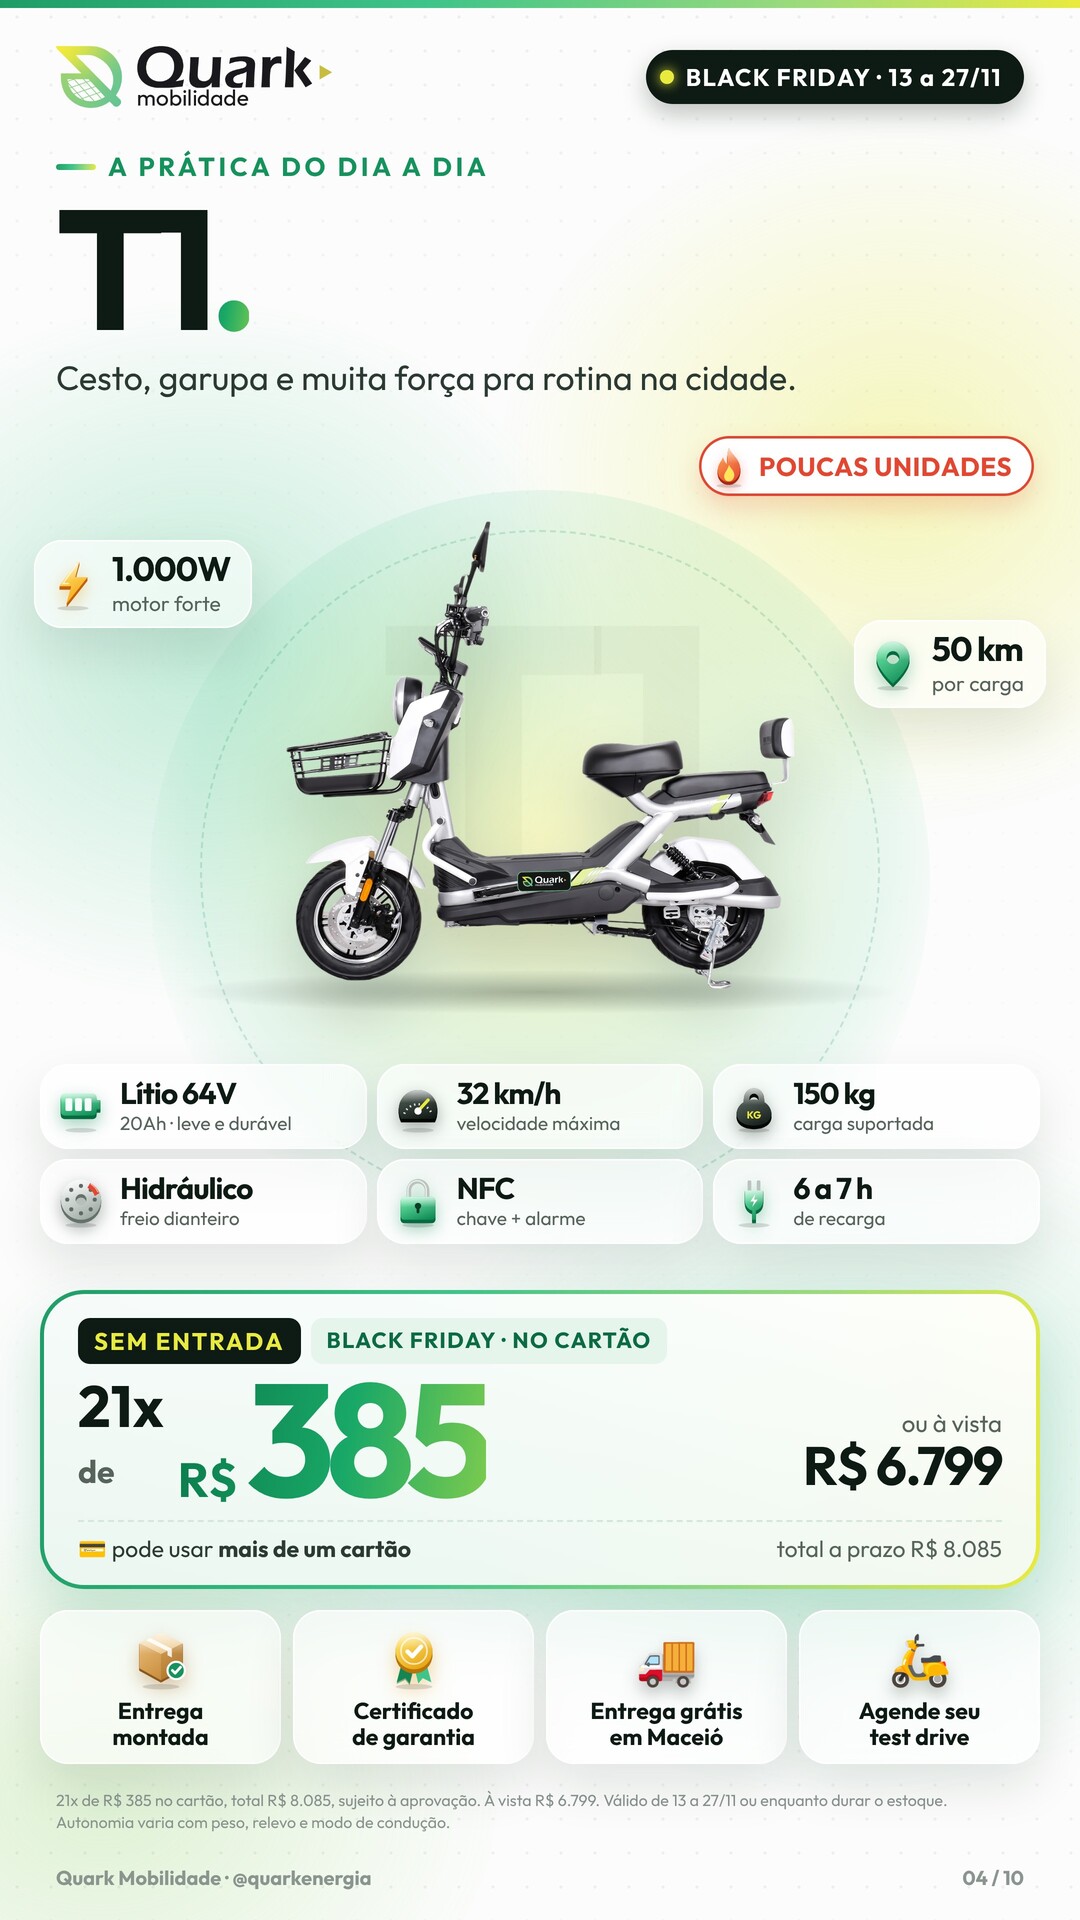 Quark
mobilidade
BLACK FRIDAY · 13 a 27/11
A PRÁTICA DO DIA A DIA
T1.
Cesto, garupa e muita força pra rotina na cidade.
POUCAS UNIDADES
1.000W
motor forte
50 km
por carga
Quark
Lítio 64V
20Ah · leve e durável
32 km/h
velocidade máxima
150 kg
carga suportada
KG
Hidráulico
freio dianteiro
NFC
chave + alarme
6 a 7 h
de recarga
SEM ENTRADA
BLACK FRIDAY · NO CARTÃO
21x
de
R$ 385
ou à vista
R$ 6.799
pode usar mais de um cartão
total a prazo R$ 8.085
Entrega
montada
Certificado
de garantia
Entrega grátis
em Maceió
Agende seu
test drive
21x de R$ 385 no cartão, total R$ 8.085, sujeito à aprovação. À vista R$ 6.799. Válido de 13 a 27/11 ou enquanto durar o estoque.
Autonomia varia com peso, relevo e modo de condução.
Quark Mobilidade · @quarkenergia
04 / 10